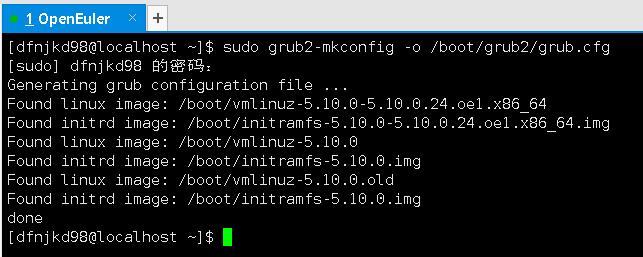 1 OpenEuler
[dfnjkd98@localhost ~]$ sudo grub2-mkconfig -o /boot/grub2/grub.cfg
[sudo] dfnjkd98 的密码：
Generating grub configuration file ...
Found linux image: /boot/vmlinuz-5.10.0-5.10.0.24.oe1.x86_64
Found initrd image: /boot/initramfs-5.10.0-5.10.0.24.oe1.x86_64.img
Found linux image: /boot/vmlinuz-5.10.0
Found initrd image: /boot/initramfs-5.10.0.img
Found linux image: /boot/vmlinuz-5.10.0.old
Found initrd image: /boot/initramfs-5.10.0.img
done
[dfnjkd98@localhost ~]$